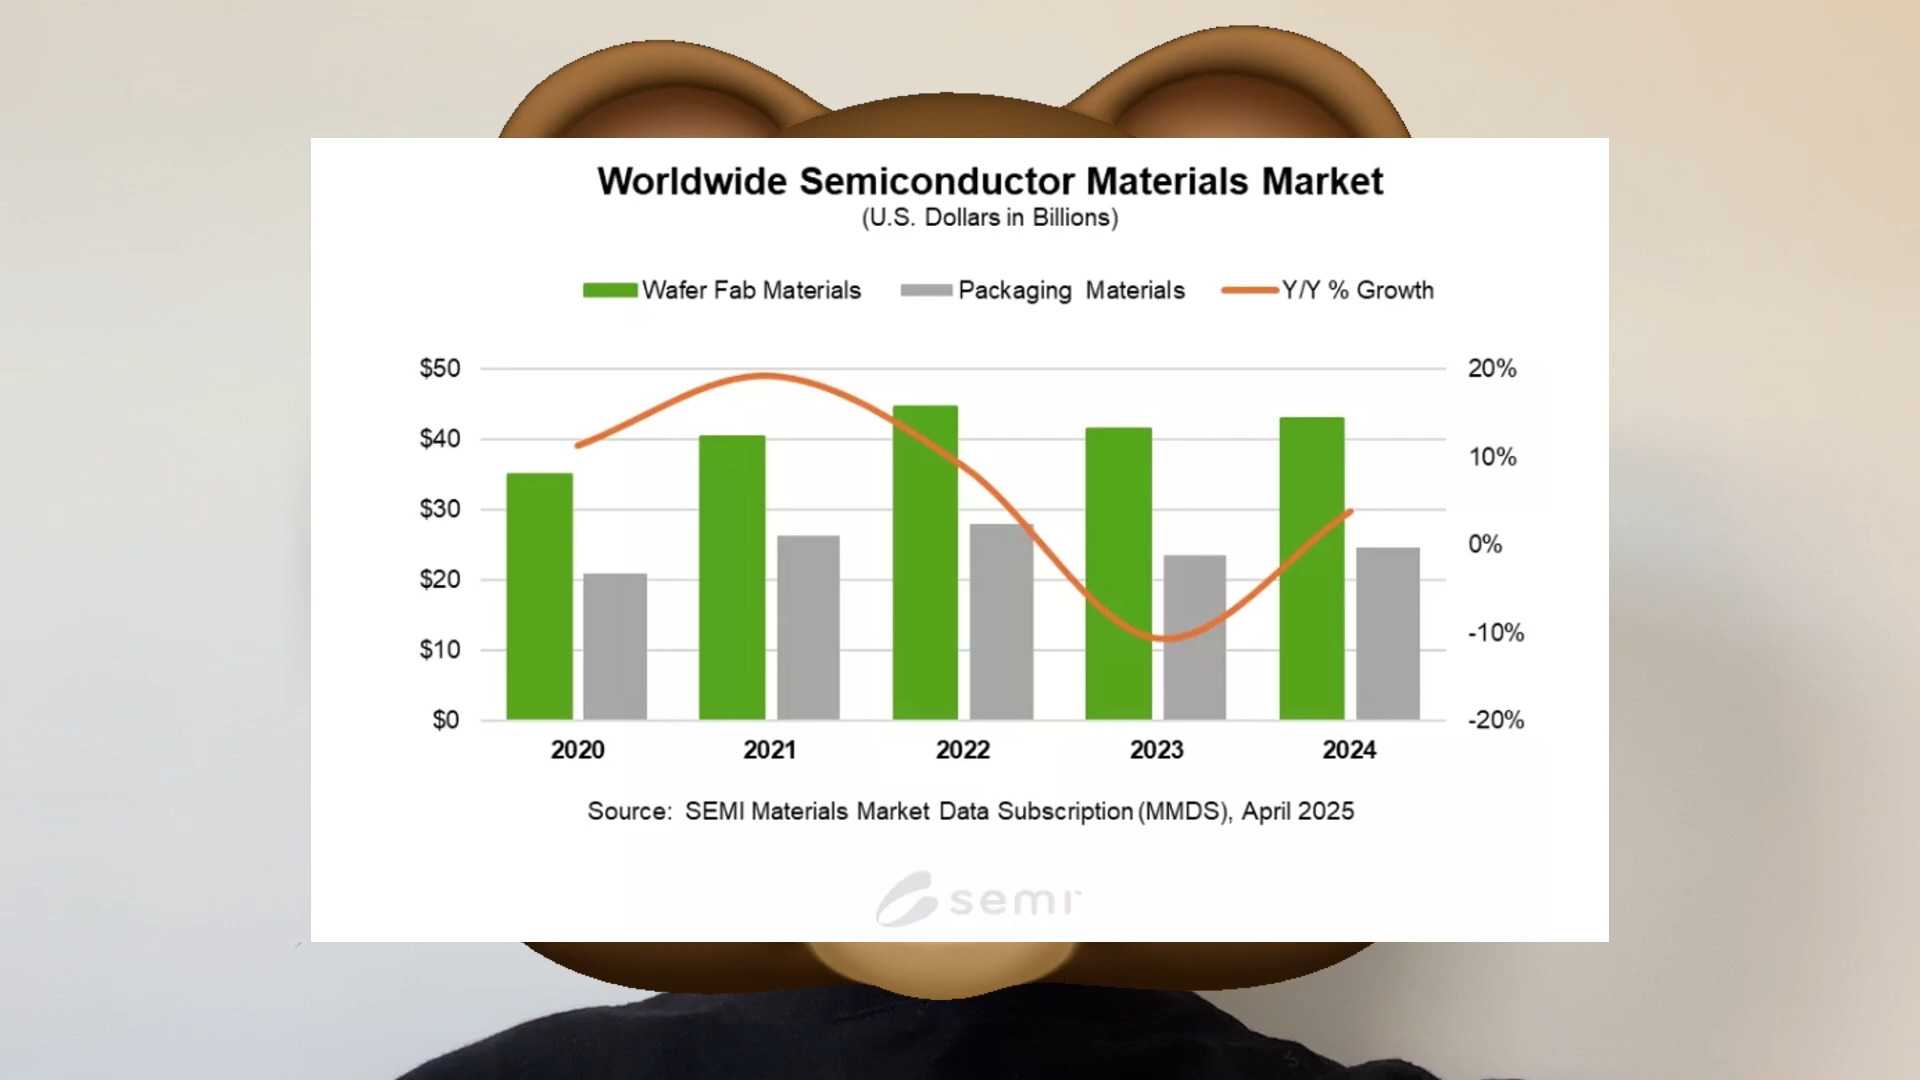 Worldwide Semiconductor Materials Market
(U.S. Dollars in Billions)
Wafer Fab Materials Packaging Materials Y/Y % Growth
$50 20%
$40 10%
$30 0%
$20 -10%
$10 -20%
$0
2020 2021 2022 2023 2024
Source: SEMI Materials Market Data Subscription (MMDS), April 2025
semi